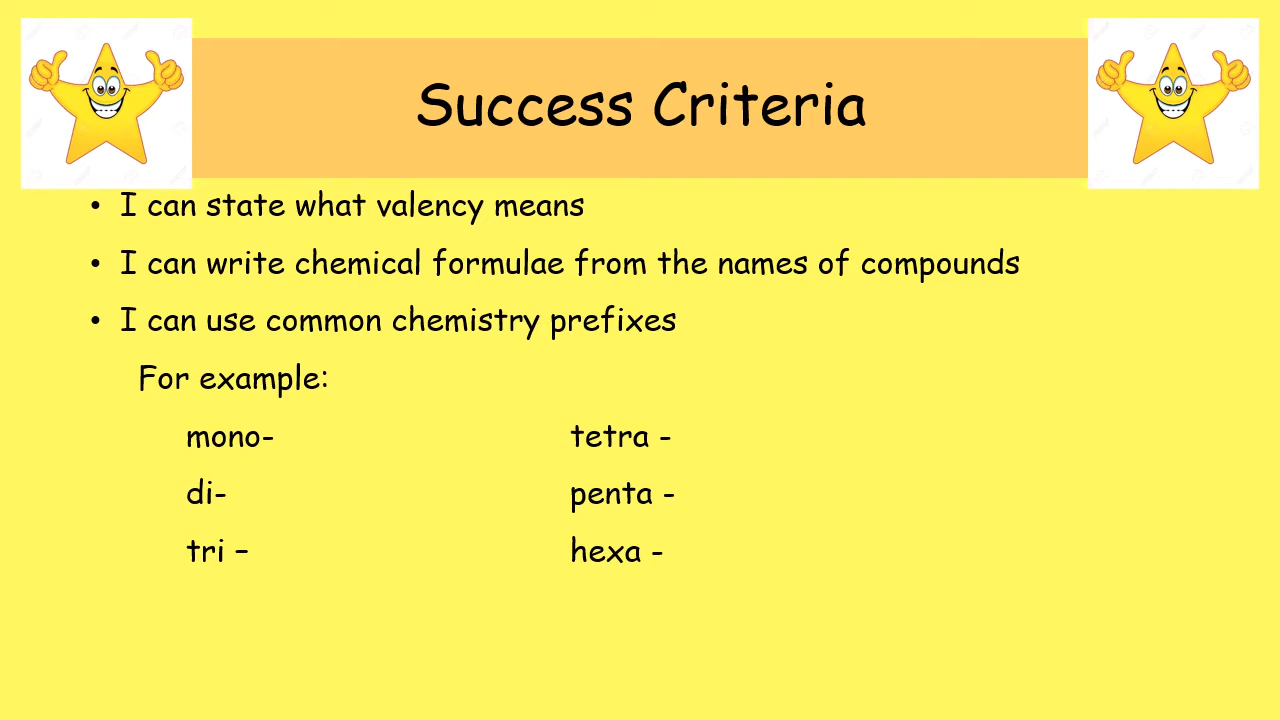 Success Criteria
• I can state what valency means
• I can write chemical formulae from the names of compounds
• I can use common chemistry prefixes
For example:
mono- tetra -
di- penta -
tri – hexa -